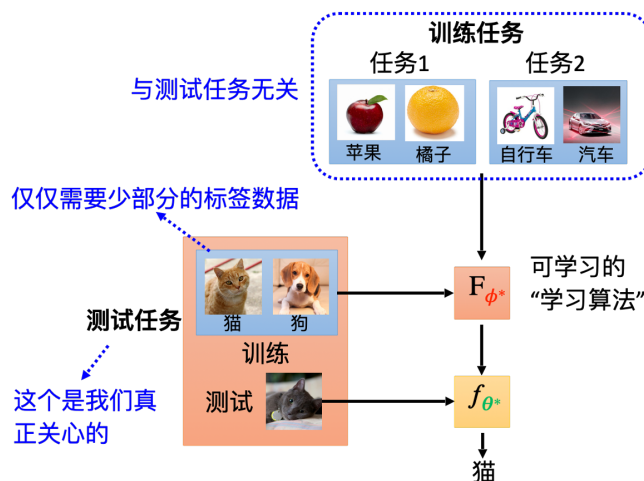 训练任务
任务1
任务2
与测试任务无关
苹果
橘子
自行车
汽车
仅仅需要少部分的标签数据
猫
狗
训练
测试任务
测试
这个是我们真
正关心的
F_ϕ*
可学习的
“学习算法”
f_θ*
猫